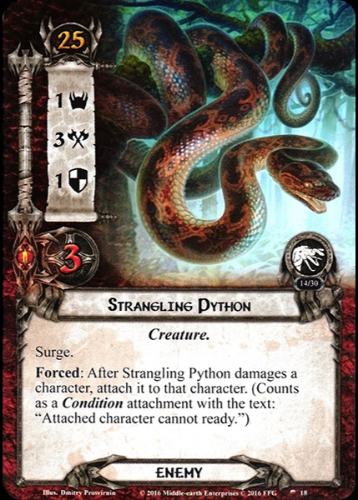 25
1
3
1
3
14/30
Strangling Python
Creature.
Surge.
Forced: After Strangling Python damages a
character, attach it to that character. (Counts
as a Condition attachment with the text:
“Attached character cannot ready.”)
ENEMY
Illus. Dmitry Prosvirnin © 2016 Middle-earth Enterprises © 2016 FFG 18